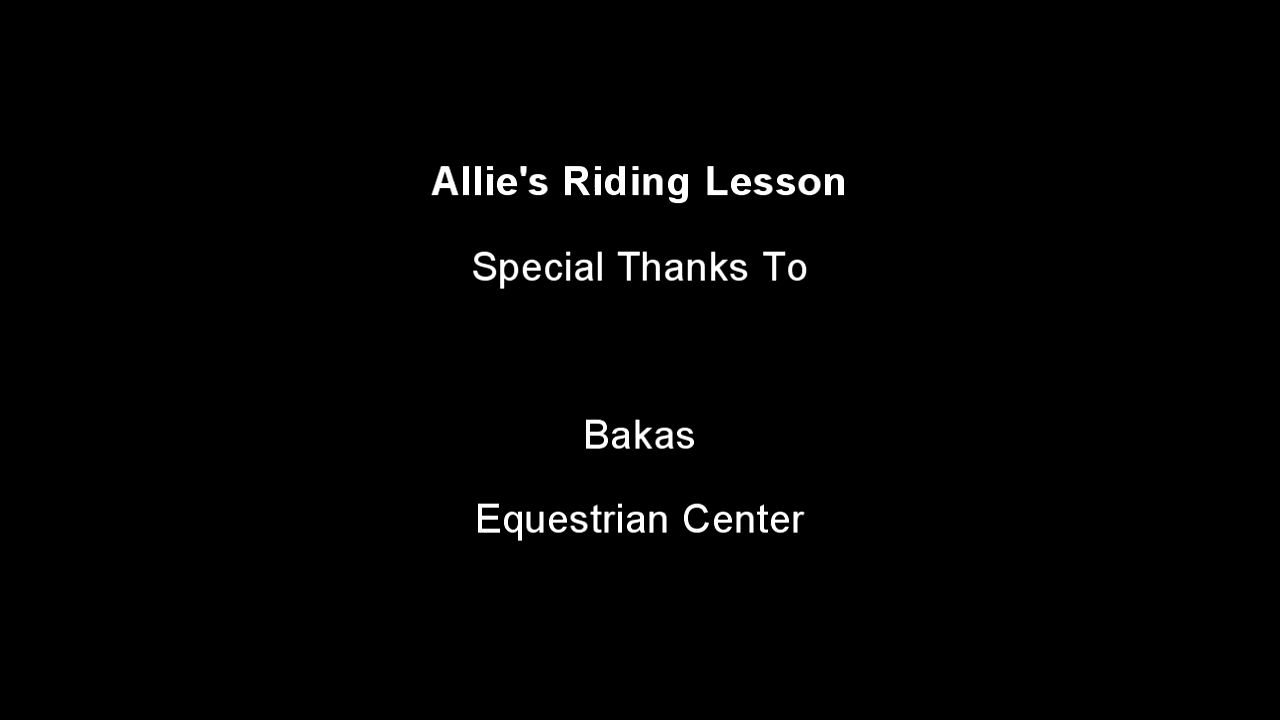 Allie's Riding Lesson
Special Thanks To
Bakas
Equestrian Center